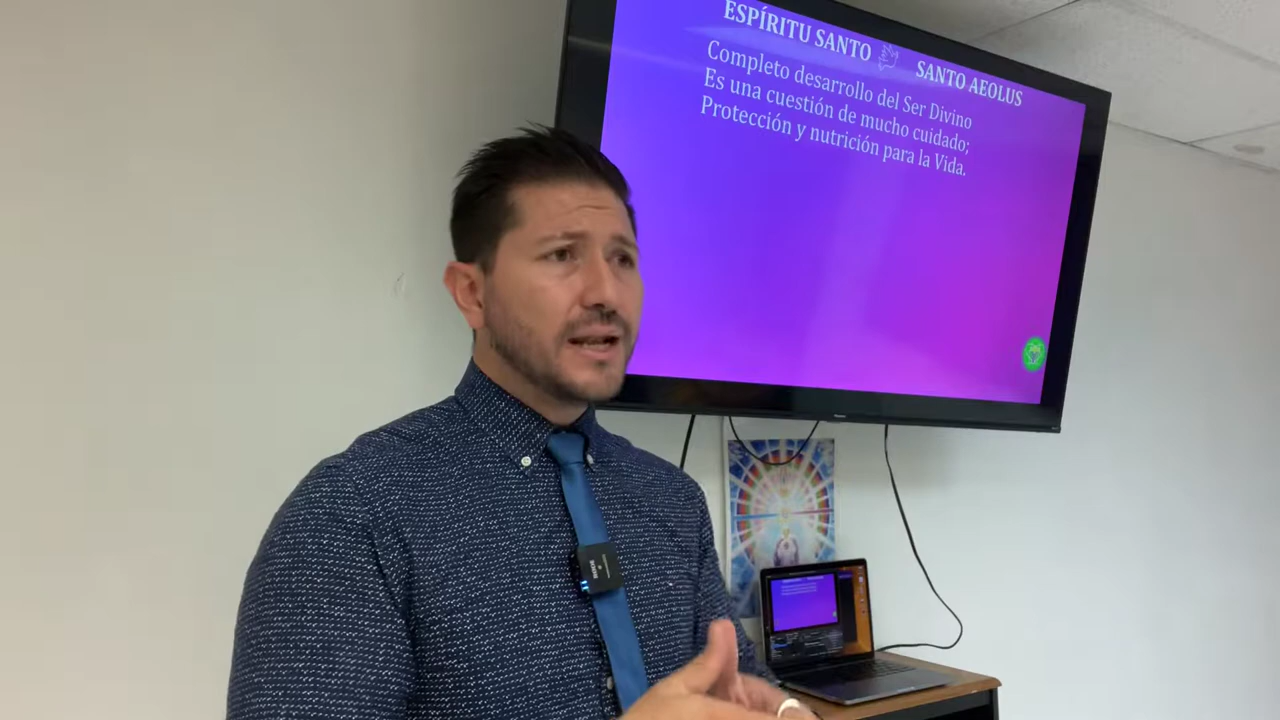 ESPÍRITU SANTO SANTO AEOLUS
Completo desarrollo del Ser Divino
Es una cuestión de mucho cuidado;
Protección y nutrición para la Vida.